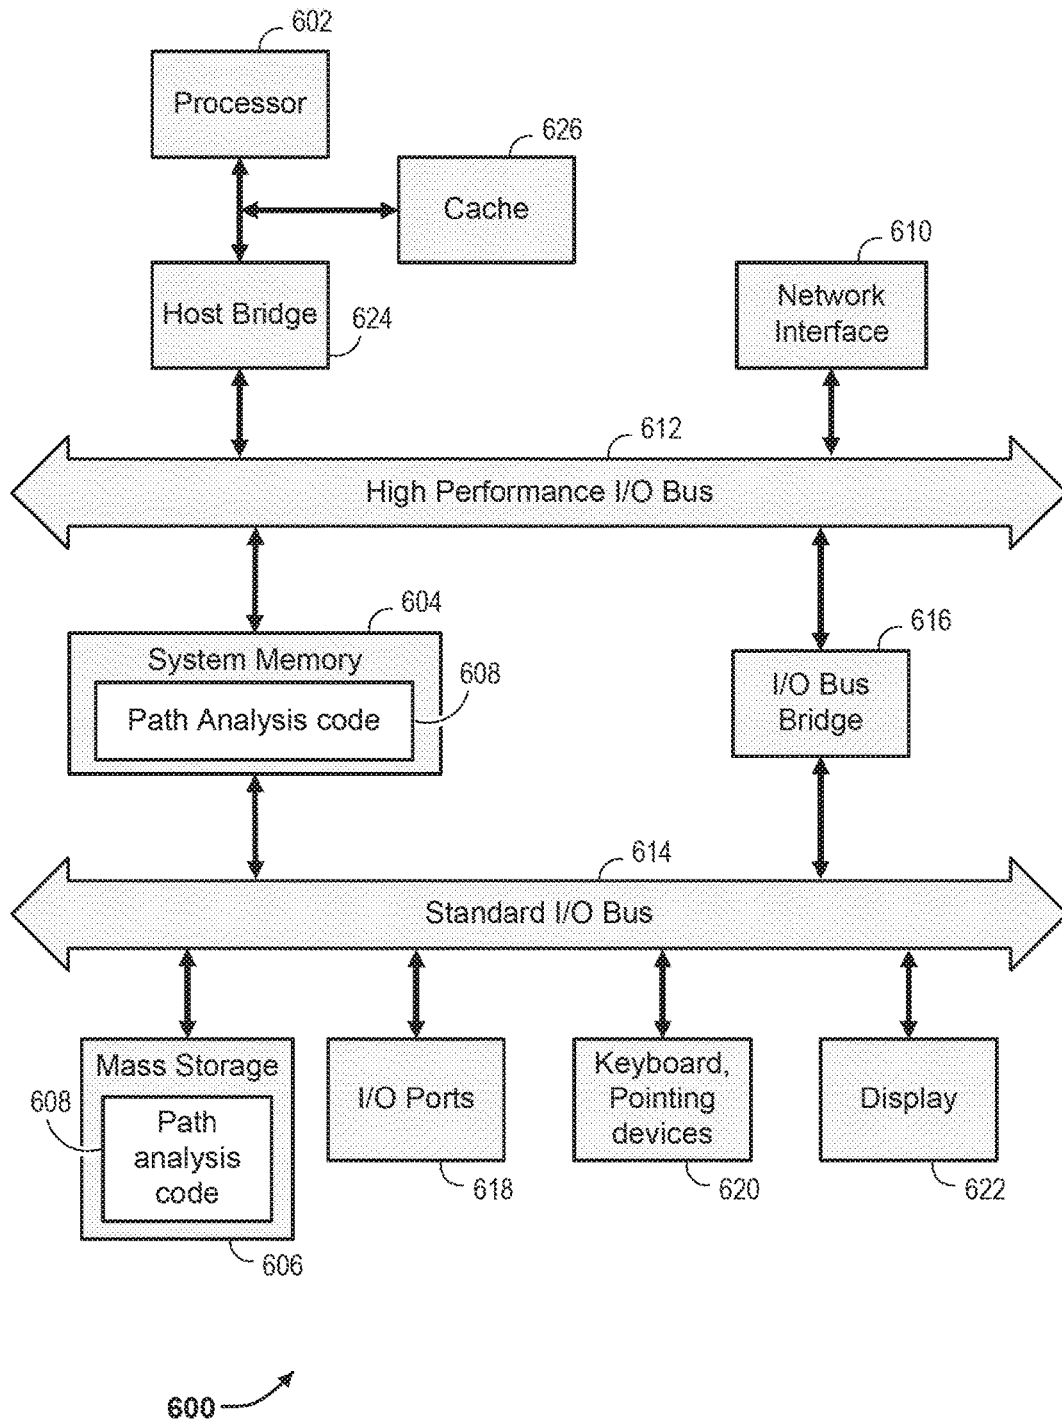 602
Processor
626
Cache
610
Host Bridge
624
Network
Interface
612
High Performance I/O Bus
604
System Memory
608
Path Analysis code
616
I/O Bus
Bridge
614
Standard I/O Bus
Mass Storage
608
Path
analysis
code
606
I/O Ports
618
Keyboard,
Pointing
devices
620
Display
622
600